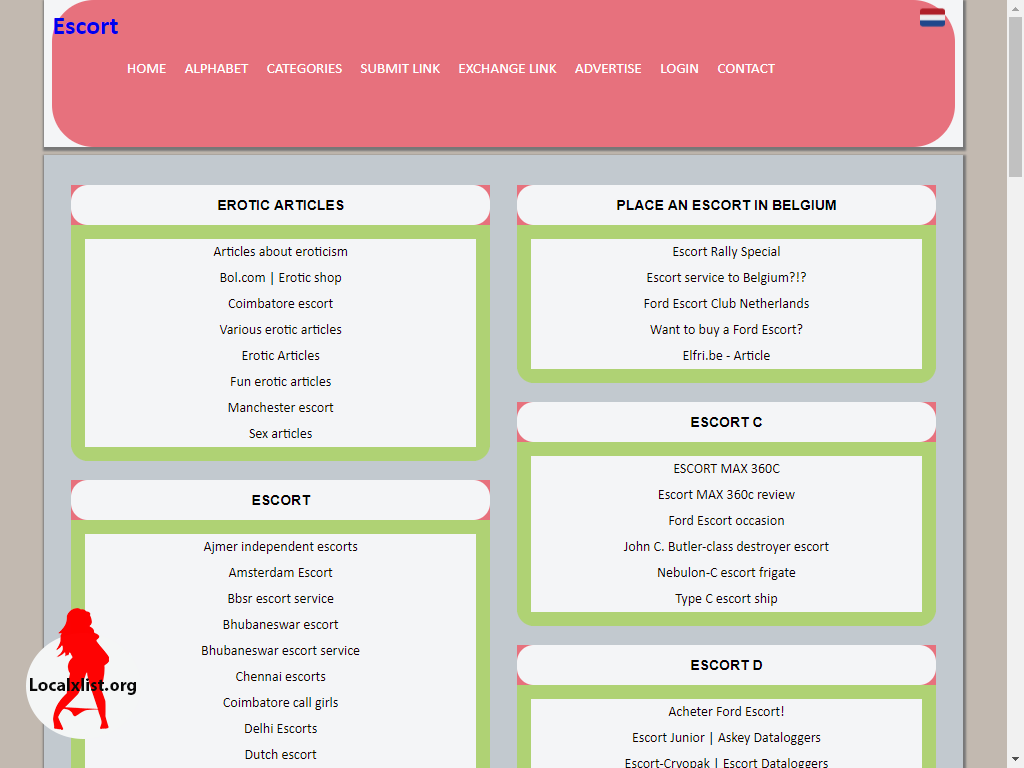 Escort
HOME ALPHABET CATEGORIES SUBMIT LINK EXCHANGE LINK ADVERTISE LOGIN CONTACT
EROTIC ARTICLES
Articles about eroticism
Bol.com | Erotic shop
Coimbatore escort
Various erotic articles
Erotic Articles
Fun erotic articles
Manchester escort
Sex articles
ESCORT
Ajmer independent escorts
Amsterdam Escort
Bbsr escort service
Bhubaneswar escort
Bhubaneswar escort service
Chennai escorts
Coimbatore call girls
Delhi Escorts
Dutch escort
PLACE AN ESCORT IN BELGIUM
Escort Rally Special
Escort service to Belgium?!?
Ford Escort Club Netherlands
Want to buy a Ford Escort?
Elfri.be - Article
ESCORT C
ESCORT MAX 360C
Escort MAX 360c review
Ford Escort occasion
John C. Butler-class destroyer escort
Nebulon-C escort frigate
Type C escort ship
ESCORT D
Acheter Ford Escort!
Escort Junior | Askey Dataloggers
Escort-Cryopak | Escort Dataloggers
Localxlist.org